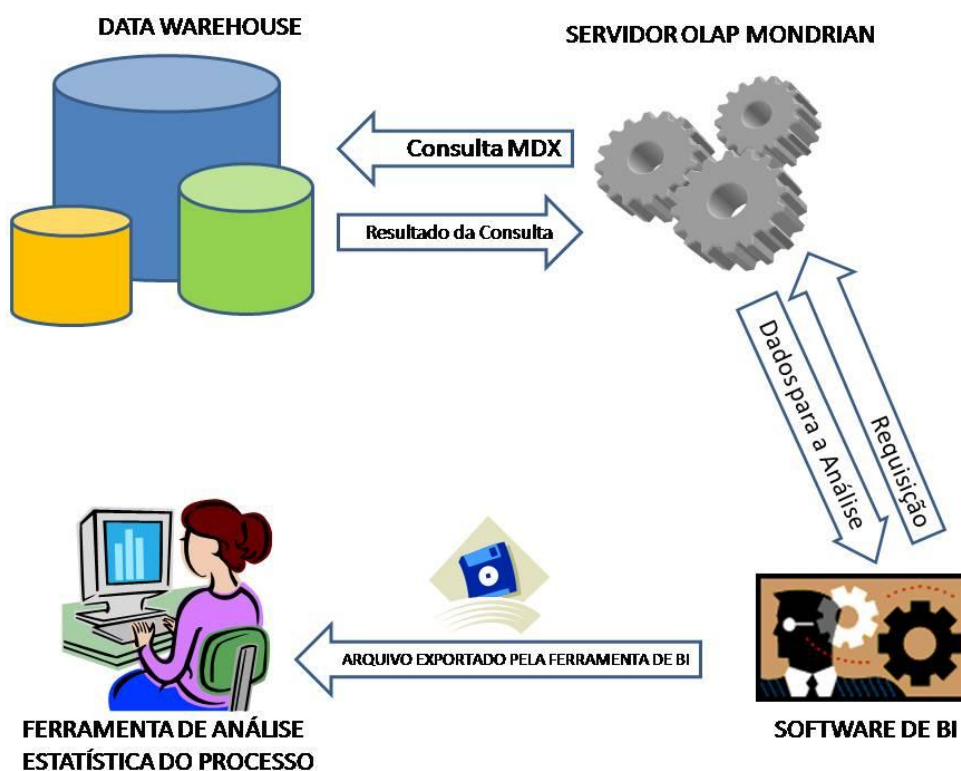 DATA WAREHOUSE
SERVIDOR OLAP MONDRIAN
Consulta MDX
Resultado da Consulta
Dados para a Análise
Requisição
ARQUIVO EXPORTADO PELA FERRAMENTA DE BI
FERRAMENTA DE ANÁLISE
ESTATÍSTICA DO PROCESSO
SOFTWARE DE BI